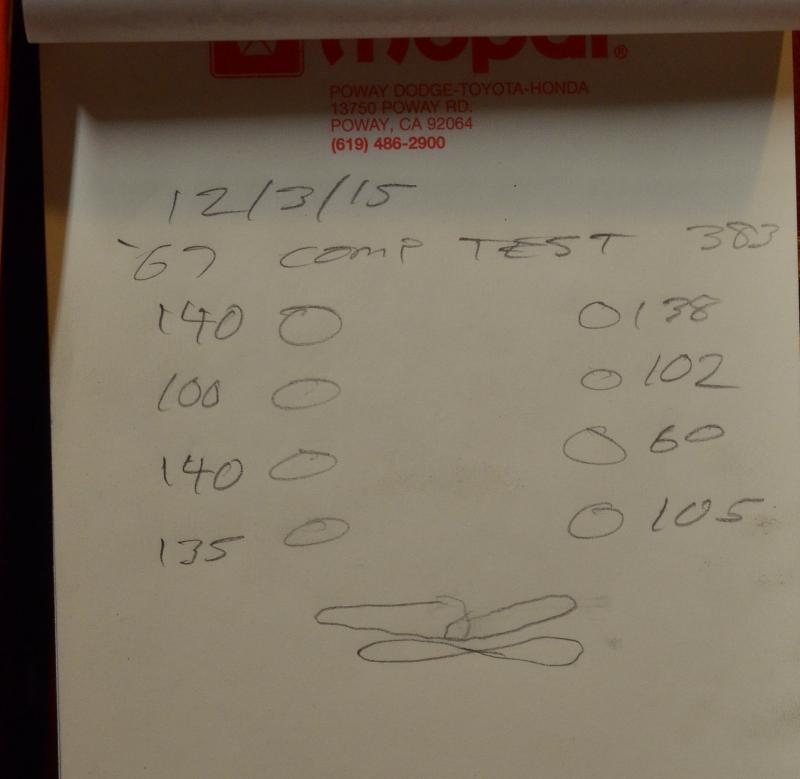 mopar®
POWAY DODGE-TOYOTA-HONDA
13750 POWAY RD.
POWAY, CA 92064
(619) 486-2900
12/3/15
'67 COMP TEST 383
140 138
100 102
140 60
135 105